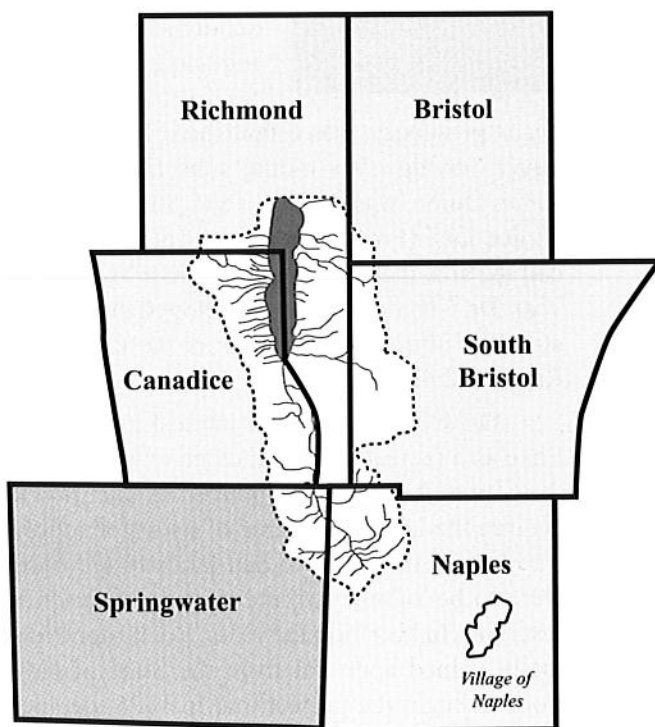 Richmond
Bristol
Canadice
South
Bristol
Springwater
Naples
Village of
Naples